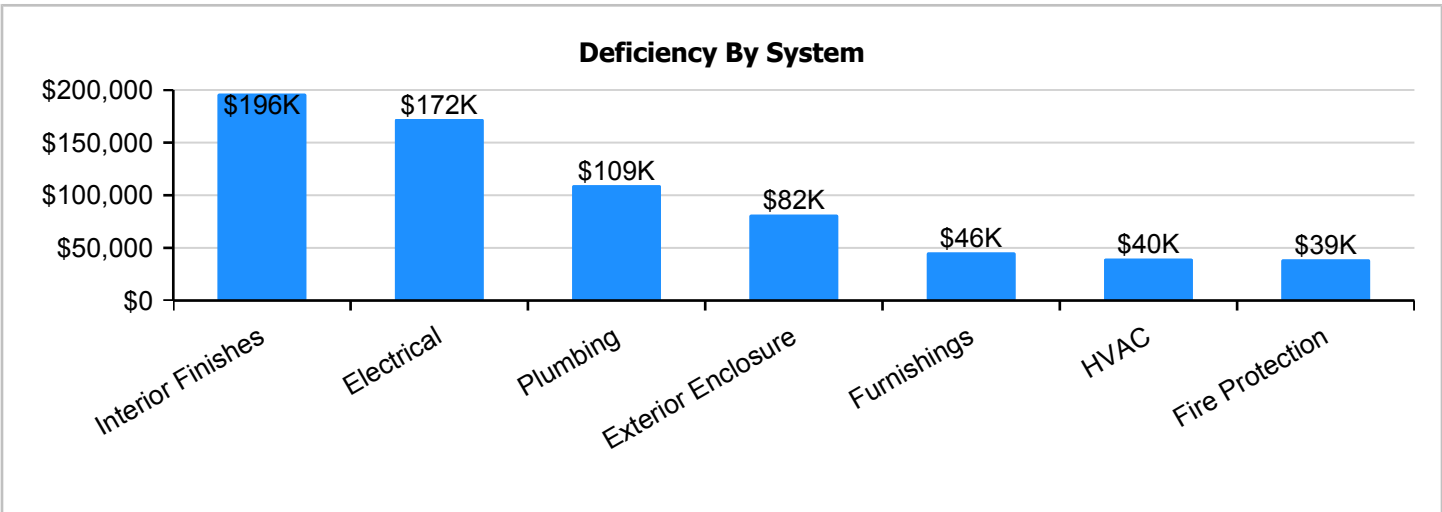 Deficiency By System
$200,000
$150,000
$100,000
$50,000
$0
$196K
$172K
$109K
$82K
$46K
$40K
$39K
Interior Finishes
Electrical
Plumbing
Exterior Enclosure
Furnishings
HVAC
Fire Protection